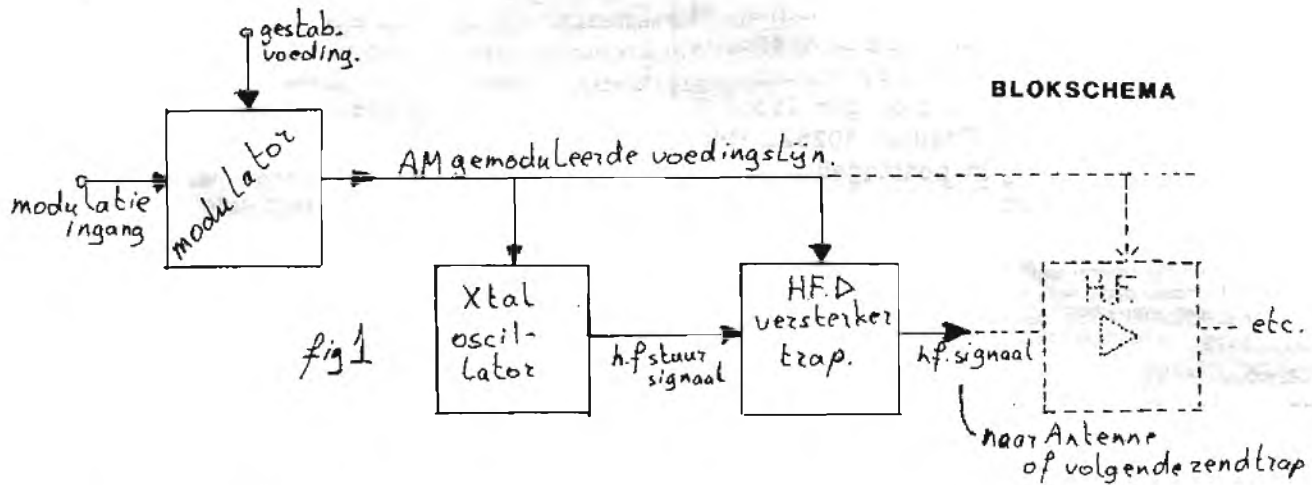 gestab.
voeding.
BLOKSCHEMA
modulator
AM gemoduleerde voedingslijn.
modulatie
ingang
Xtal
oscil-
lator
H.F.
versterker
trap.
H.F
etc.
fig 1
h.f stuur
signaal
h.f. signaal
naar Antenne
of volgende zendtrap